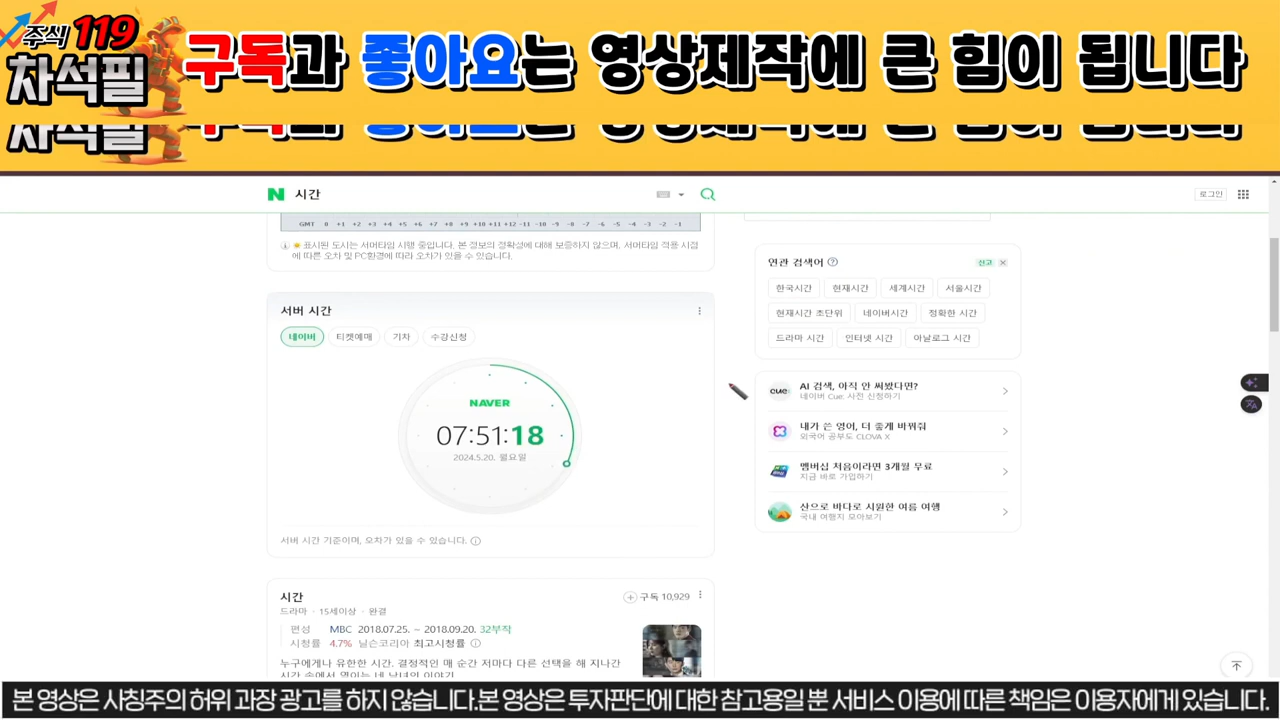 주식 119
차석필
구독과 좋아요는 영상제작에 큰 힘이 됩니다
시간
로그인
GMT 0 +1 +2 +3 +4 +5 +6 +7 +8 +9 +10 +11 +12 -11 -10 -9 -8 -7 -6 -5 -4 -3 -2 -1
표시된 도시는 서머타임 시행 중입니다. 본 정보의 정확성에 대해 보증하지 않으며, 서머타임 적용 시점
에 따른 오차 및 PC환경에 따라 오차가 있을 수 있습니다.
서버 시간
네이버 티켓예매 기차 수강신청
NAVER
07:51:18
2024.5.20. 월요일
서버 시간 기준이며, 오차가 있을 수 있습니다.
시간
구독 10,929
드라마 · 15세이상 · 완결
편성 MBC 2018.07.25. ~ 2018.09.20. 32부작
시청률 4.7% 닐슨코리아 최고시청률
누구에게나 유한한 시간. 결정적인 매 순간 저마다 다른 선택을 해 지나간
시간 속에서 엮이는 네 남녀의 이야기
연관 검색어
신고
한국시간 현재시간 세계시간 서울시간
현재시간 초단위 네이버시간 정확한 시간
드라마 시간 인터넷 시간 아날로그 시간
cue:
AI 검색, 아직 안 써봤다면?
네이버 Cue: 사전 신청하기
내가 쓴 영어, 더 좋게 바꿔줘
외국어 공부도 CLOVA X
멤버십 처음이라면 3개월 무료
지금 바로 가입하기
산으로 바다로 시원한 여름 여행
국내 여행지 모아보기
본 영상은 사칭주의 허위 과장 광고를 하지 않습니다.본 영상은 투자판단에 대한 참고용일 뿐 서비스 이용에 따른 책임은 이용자에게 있습니다.